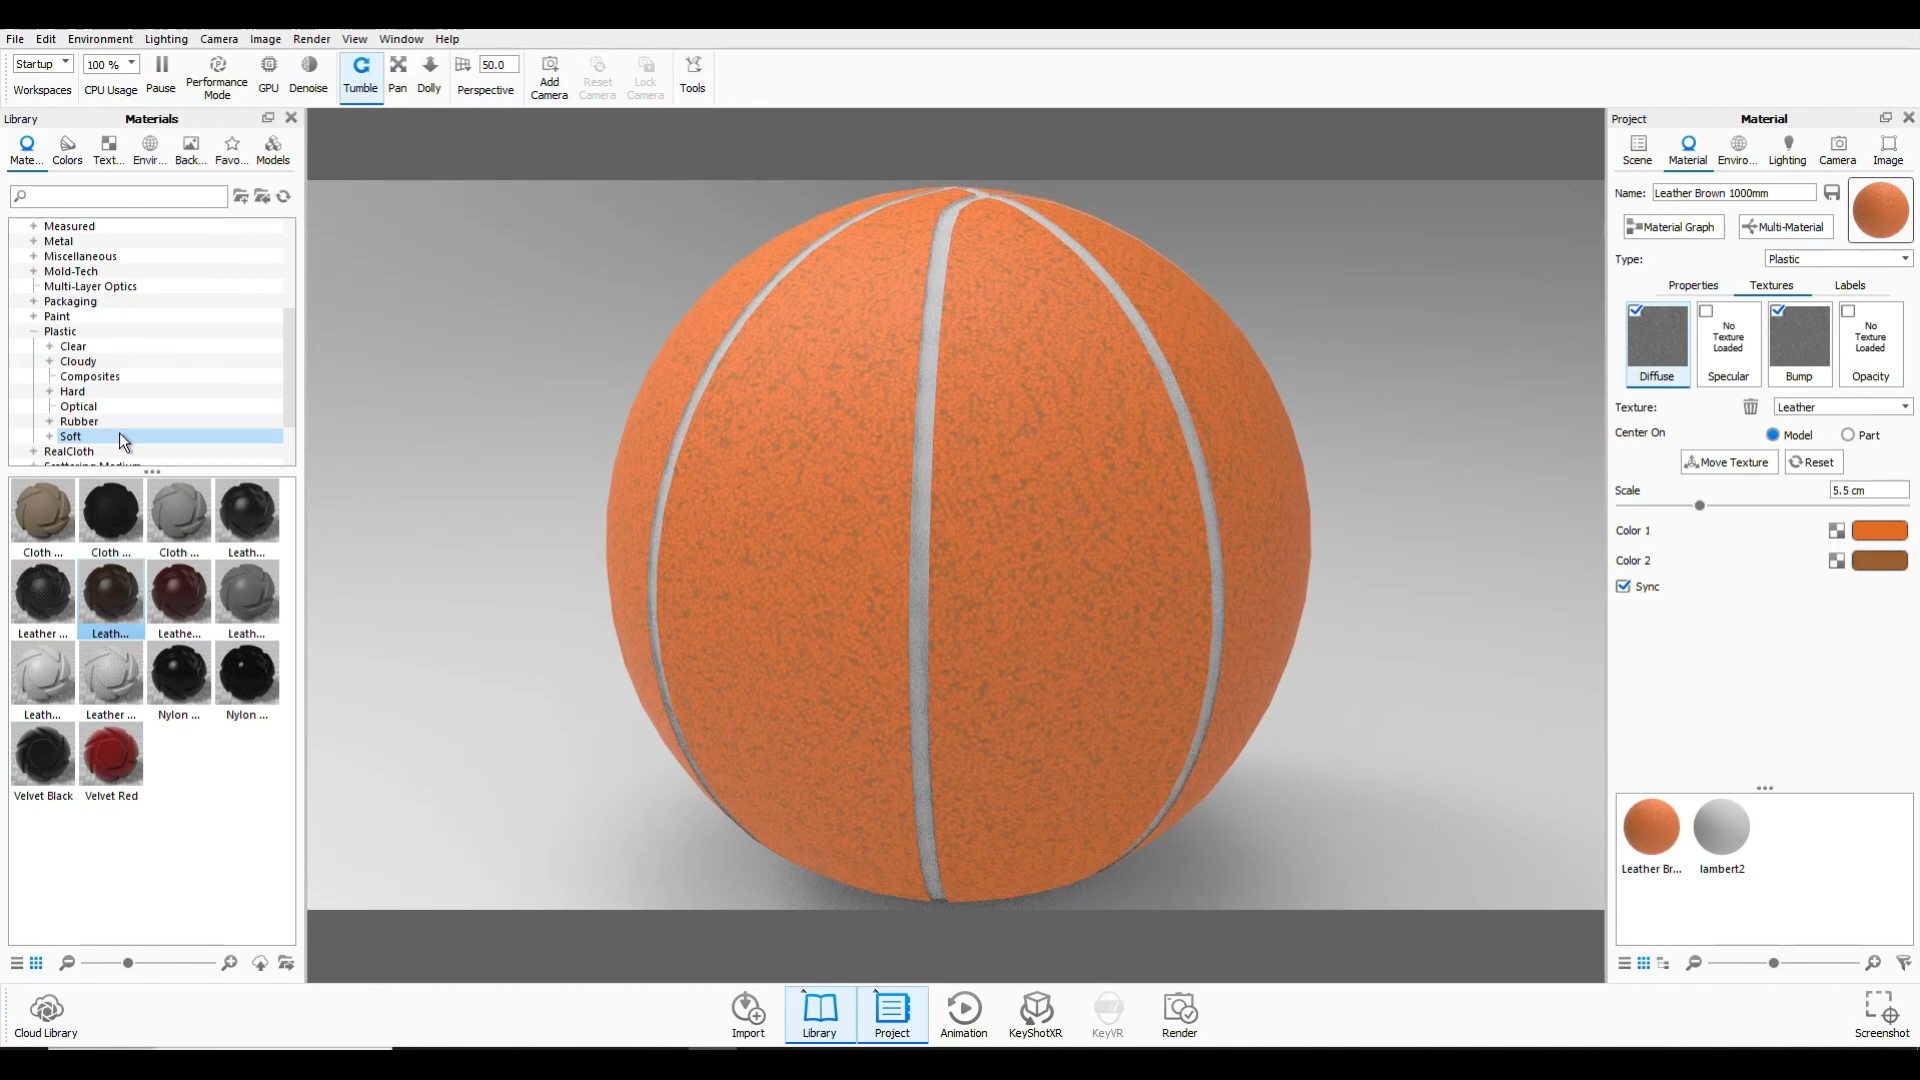 File Edit Environment Lighting Camera Image Render View Window Help
Startup 100 % 50.0
Workspaces CPU Usage Pause Performance Mode GPU Denoise Tumble Pan Dolly Perspective Add Camera Reset Camera Lock Camera Tools
Library Materials
Mate... Colors Text... Envir... Back... Favo... Models
Measured
Metal
Miscellaneous
Mold-Tech
Multi-Layer Optics
Packaging
Paint
Plastic
Clear
Cloudy
Composites
Hard
Optical
Rubber
Soft
RealCloth
Scattering Medium
Cloth ... Cloth ... Cloth ... Leath...
Leather ... Leath... Leathe... Leath...
Leath... Leather ... Nylon ... Nylon ...
Velvet Black Velvet Red
Project Material
Scene Material Enviro... Lighting Camera Image
Name: Leather Brown 1000mm
Material Graph Multi-Material
Type: Plastic
Properties Textures Labels
No Texture Loaded No Texture Loaded
Diffuse Specular Bump Opacity
Texture: Leather
Center On Model Part
Move Texture Reset
Scale 5.5 cm
Color 1
Color 2
Sync
Leather Br... lambert2
Cloud Library Import Library Project Animation KeyShotXR KeyVR Render Screenshot